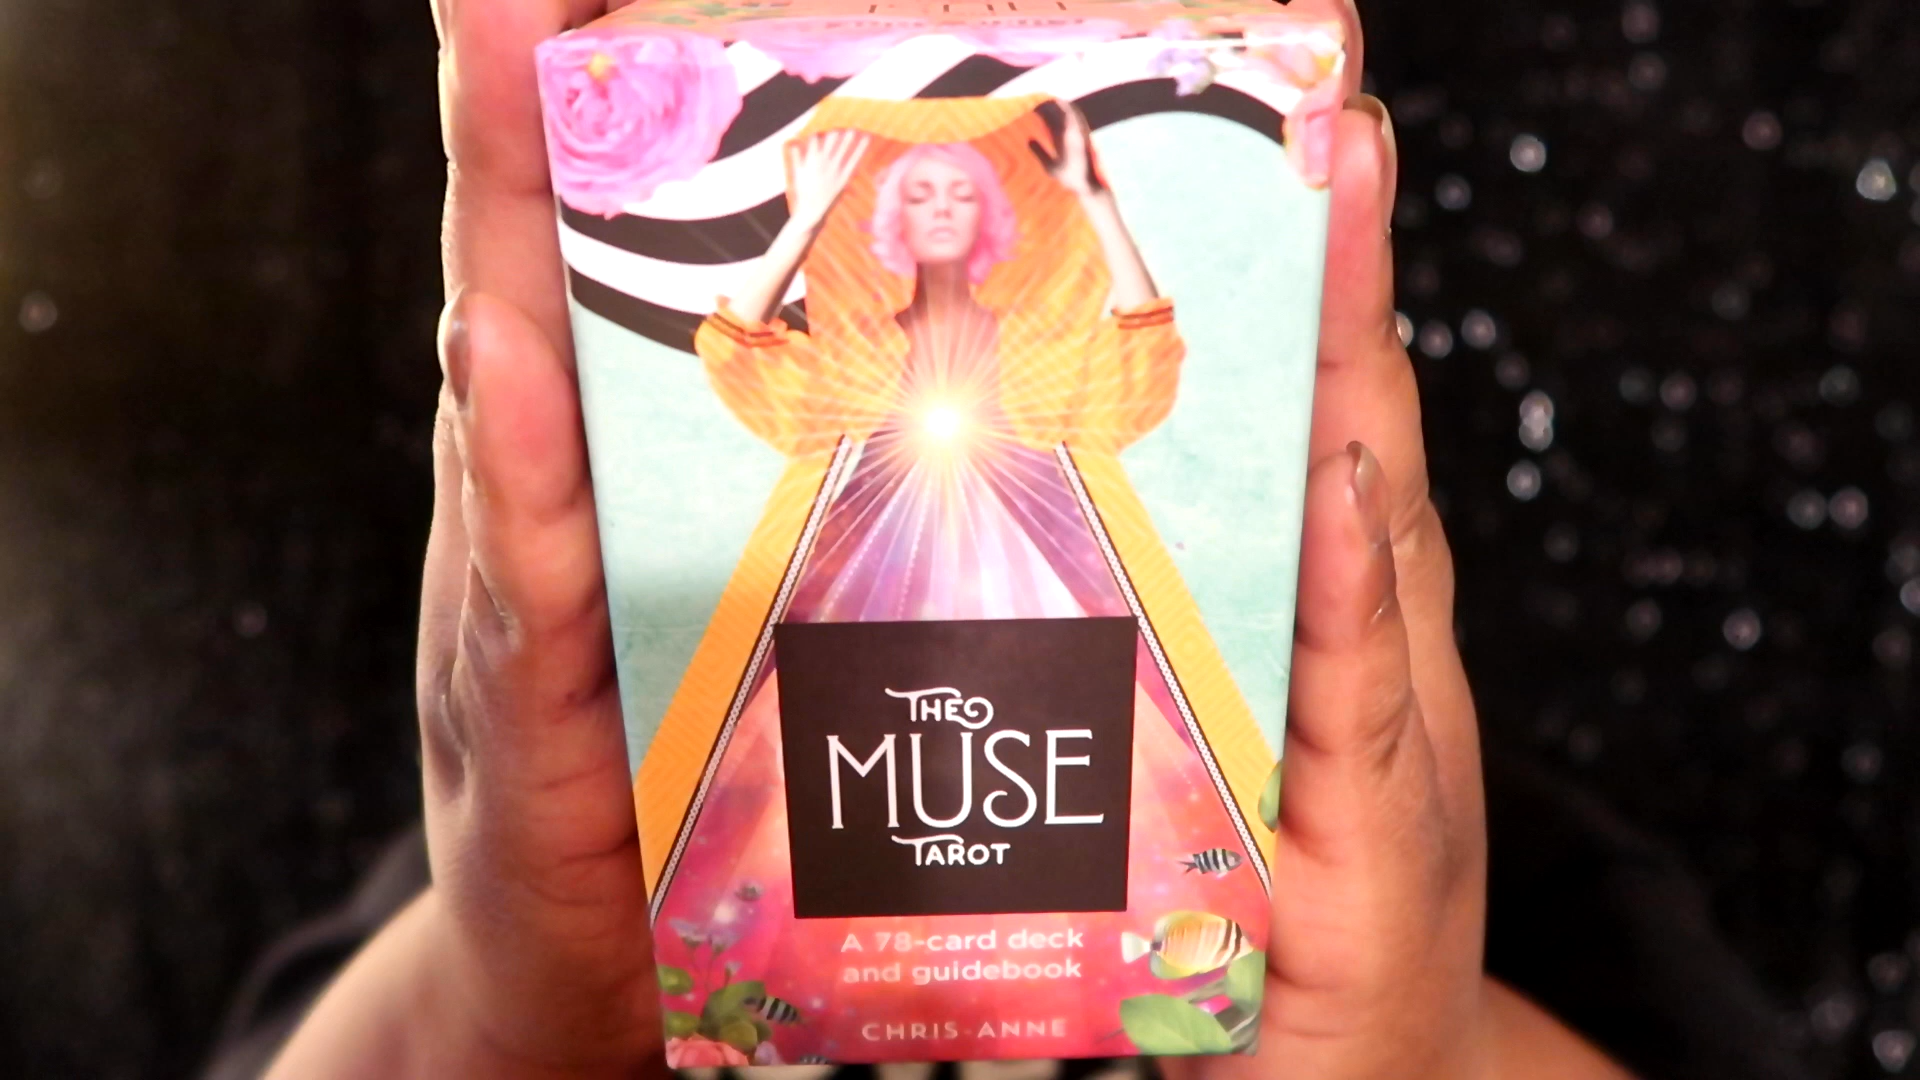 THE
MUSE
TAROT
A 78-card deck
and guidebook
CHRIS-ANNE